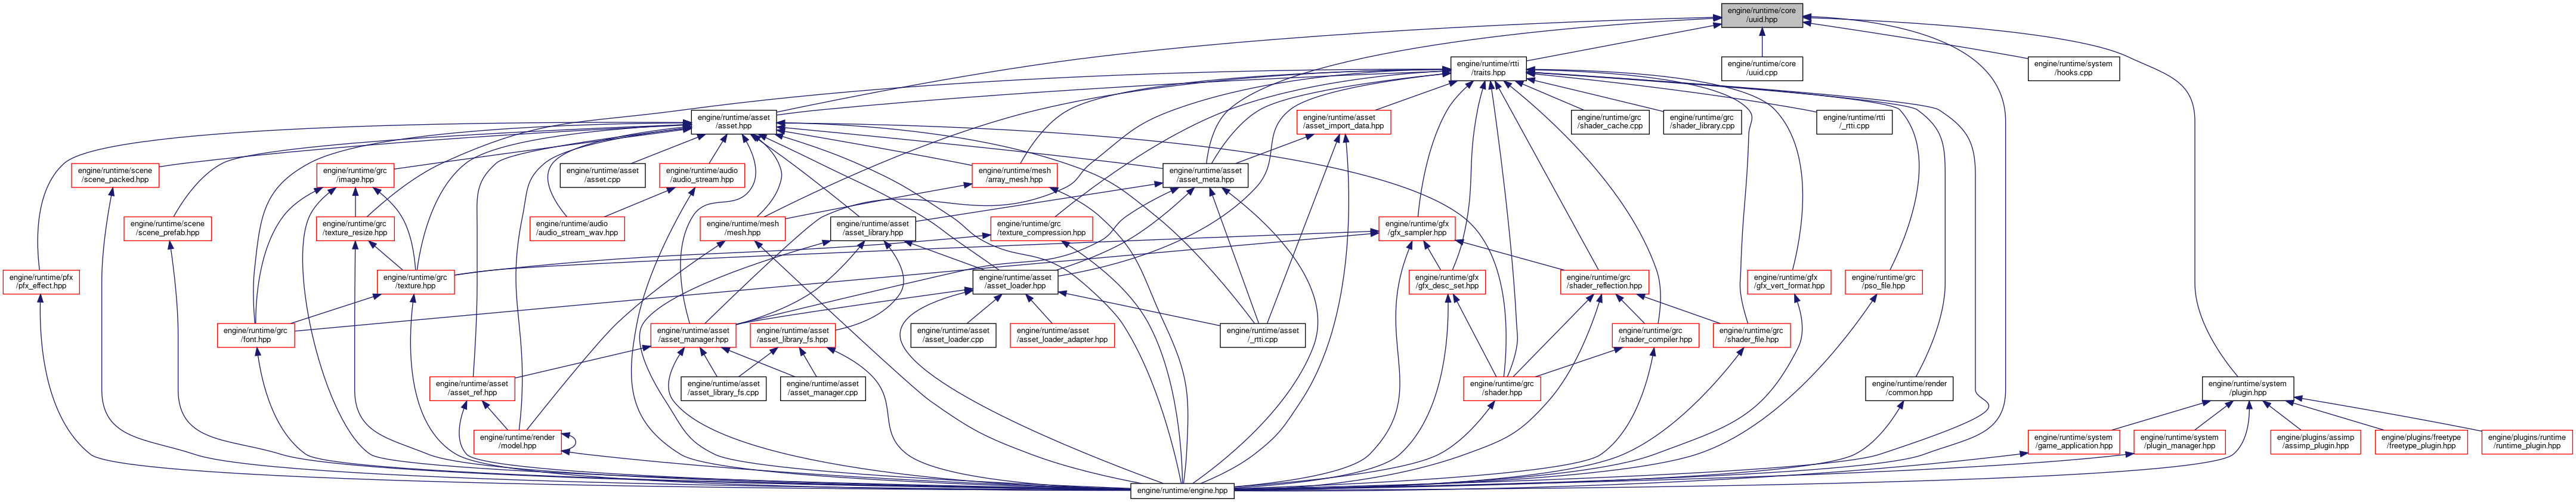 engine/runtime/core
/uuid.hpp
engine/runtime/rtti
/traits.hpp
engine/runtime/core
/uuid.cpp
engine/runtime/system
/hooks.cpp
engine/runtime/asset
/asset.hpp
engine/runtime/asset
/asset_import_data.hpp
engine/runtime/grc
/shader_cache.cpp
engine/runtime/grc
/shader_library.cpp
engine/runtime/rtti
/_rtti.cpp
engine/runtime/scene
/scene_packed.hpp
engine/runtime/grc
/image.hpp
engine/runtime/asset
/asset.cpp
engine/runtime/audio
/audio_stream.hpp
engine/runtime/mesh
/array_mesh.hpp
engine/runtime/asset
/asset_meta.hpp
engine/runtime/scene
/scene_prefab.hpp
engine/runtime/grc
/texture_resize.hpp
engine/runtime/audio
/audio_stream_wav.hpp
engine/runtime/mesh
/mesh.hpp
engine/runtime/asset
/asset_library.hpp
engine/runtime/grc
/texture_compression.hpp
engine/runtime/gfx
/gfx_sampler.hpp
engine/runtime/pfx
/pfx_effect.hpp
engine/runtime/grc
/texture.hpp
engine/runtime/asset
/asset_loader.hpp
engine/runtime/gfx
/gfx_desc_set.hpp
engine/runtime/grc
/shader_reflection.hpp
engine/runtime/gfx
/gfx_vert_format.hpp
engine/runtime/grc
/pso_file.hpp
engine/runtime/grc
/font.hpp
engine/runtime/asset
/asset_manager.hpp
engine/runtime/asset
/asset_library_fs.hpp
engine/runtime/asset
/asset_loader.cpp
engine/runtime/asset
/asset_loader_adapter.hpp
engine/runtime/asset
/_rtti.cpp
engine/runtime/grc
/shader_compiler.hpp
engine/runtime/grc
/shader_file.hpp
engine/runtime/asset
/asset_ref.hpp
engine/runtime/asset
/asset_library_fs.cpp
engine/runtime/asset
/asset_manager.cpp
engine/runtime/grc
/shader.hpp
engine/runtime/render
/common.hpp
engine/runtime/system
/plugin.hpp
engine/runtime/render
/model.hpp
engine/runtime/system
/game_application.hpp
engine/runtime/system
/plugin_manager.hpp
engine/plugins/assimp
/assimp_plugin.hpp
engine/plugins/freetype
/freetype_plugin.hpp
engine/plugins/runtime
/runtime_plugin.hpp
engine/runtime/engine.hpp